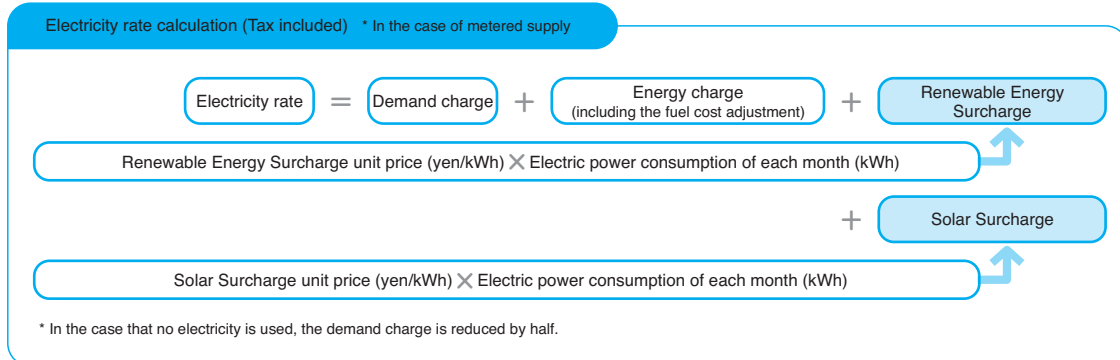 Electricity rate calculation (Tax included) * In the case of metered supply
Electricity rate = Demand charge + Energy charge (including the fuel cost adjustment) + Renewable Energy Surcharge
Renewable Energy Surcharge unit price (yen/kWh) × Electric power consumption of each month (kWh)
+ Solar Surcharge
Solar Surcharge unit price (yen/kWh) × Electric power consumption of each month (kWh)
* In the case that no electricity is used, the demand charge is reduced by half.